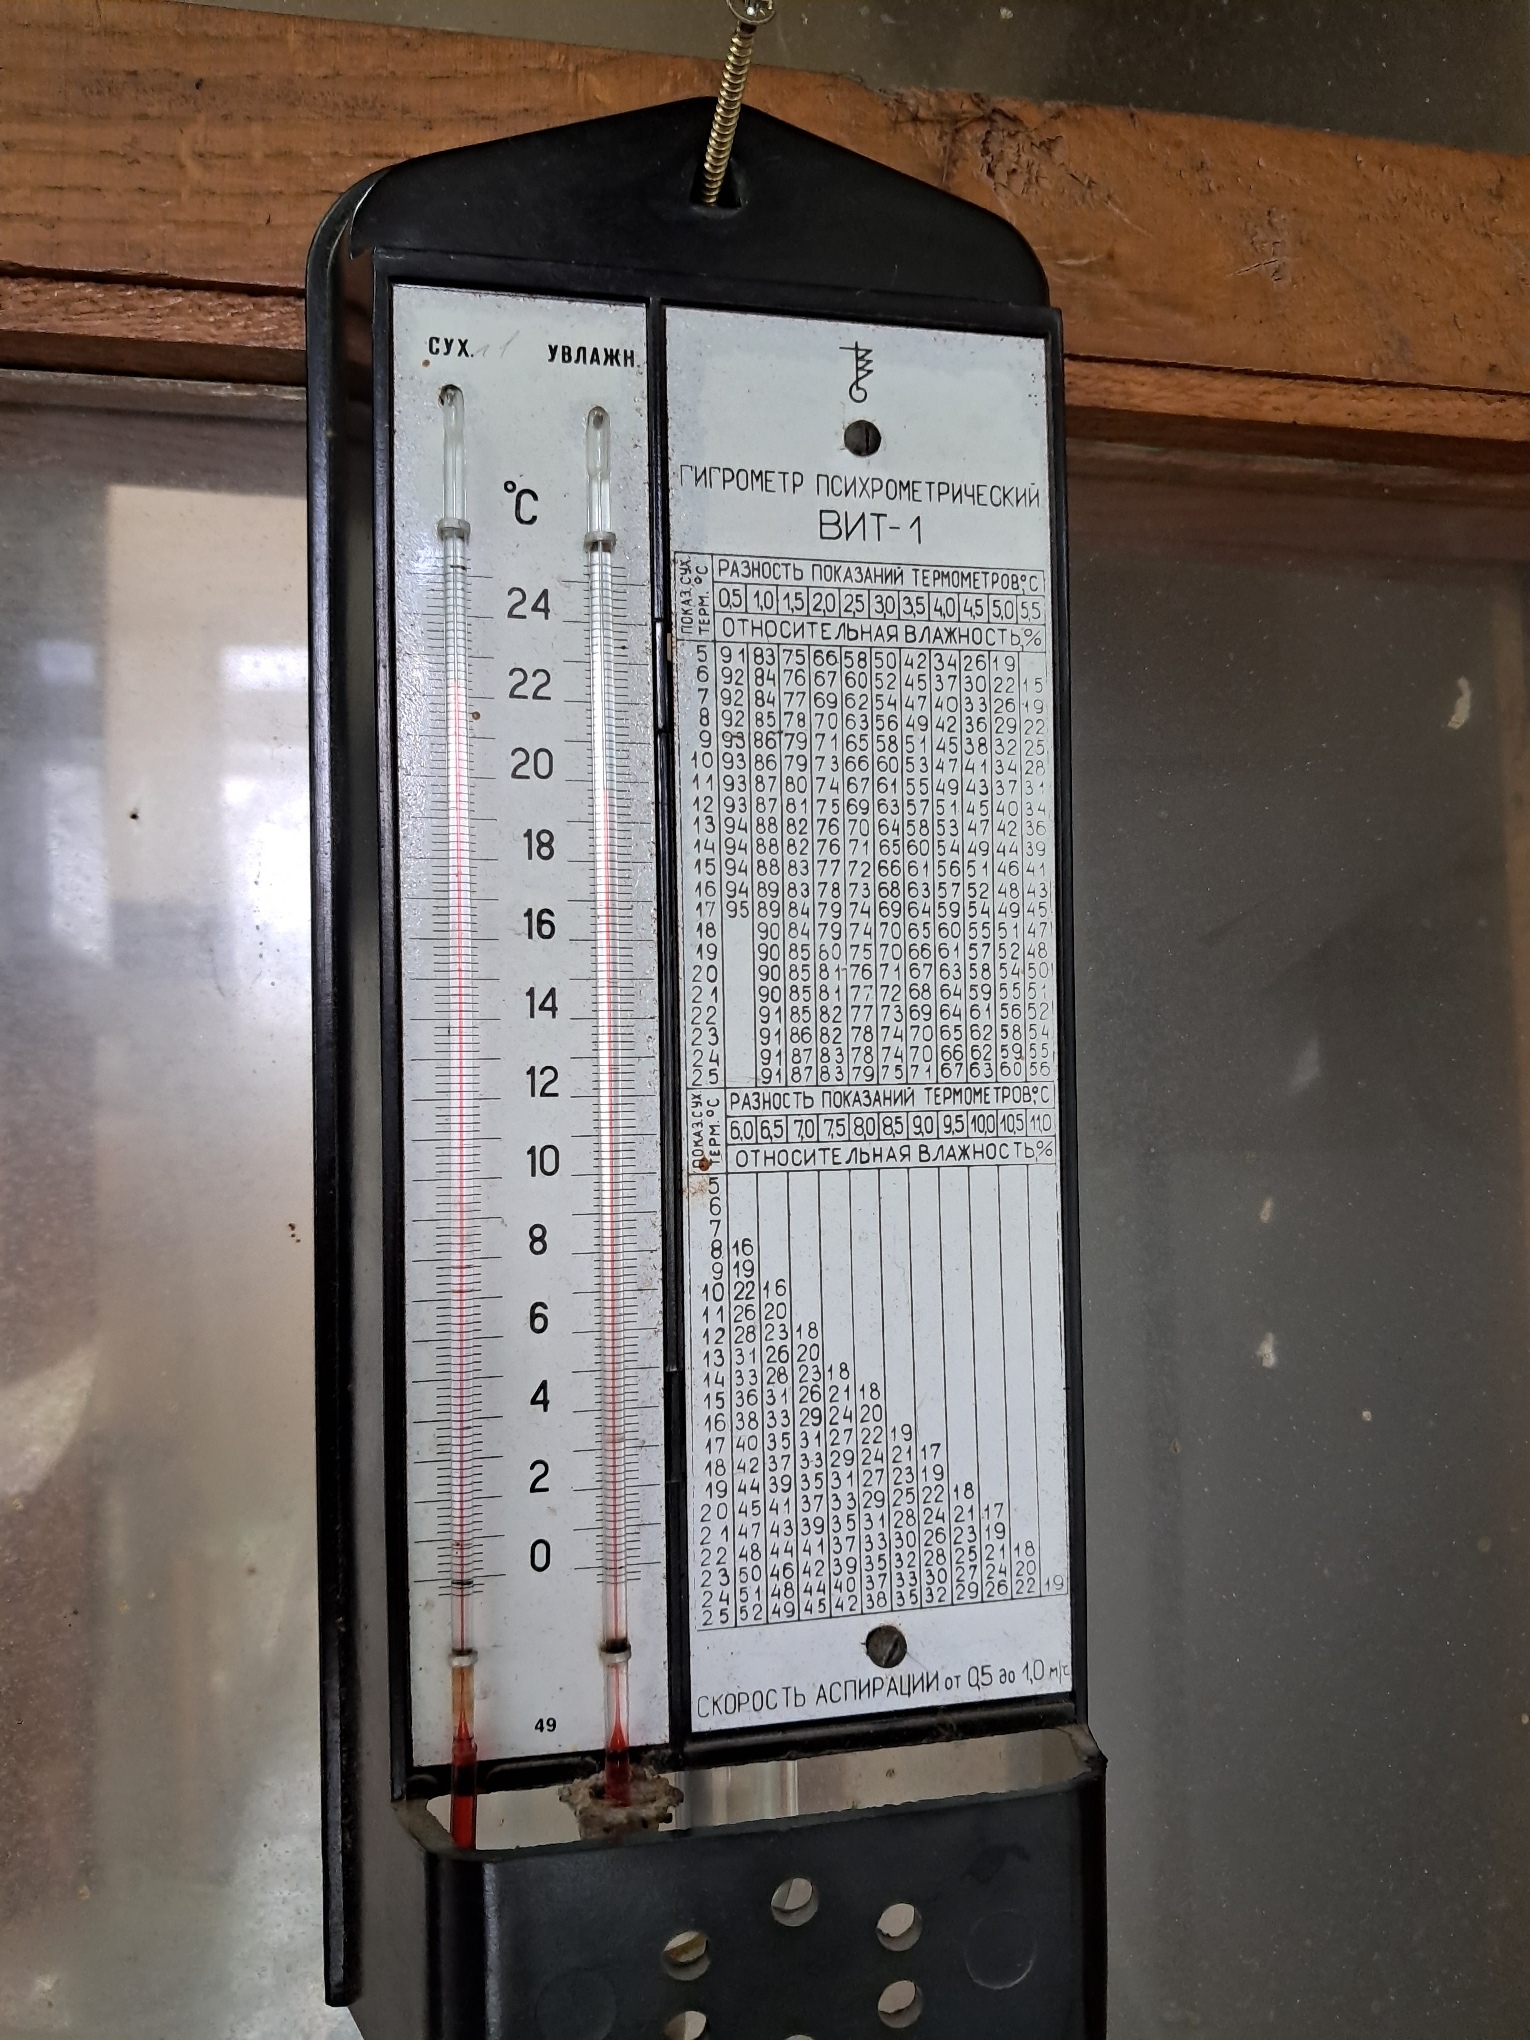 СУХ. УВЛАЖН.
°C
24
22
20
18
16
14
12
10
8
6
4
2
0
49
ГИГРОМЕТР ПСИХРОМЕТРИЧЕСКИЙ
ВИТ-1
ПОКАЗ. СУХ.
ТЕРМ. °C
РАЗНОСТЬ ПОКАЗАНИЙ ТЕРМОМЕТРОВ,°C
0,5 1,0 1,5 2,0 2,5 3,0 3,5 4,0 4,5 5,0 5,5
ОТНОСИТЕЛЬНАЯ ВЛАЖНОСТЬ,%
5 91 83 75 66 58 50 42 34 26 19
6 92 84 76 67 60 52 45 37 30 22 15
7 92 84 77 69 62 54 47 40 33 26 19
8 92 85 78 70 63 56 49 42 36 29 22
9 93 86 79 71 65 58 51 45 38 32 25
10 93 86 79 73 66 60 53 47 41 34 28
11 93 87 80 74 67 61 55 49 43 37 31
12 93 87 81 75 69 63 57 51 45 40 34
13 94 88 82 76 70 64 58 53 47 42 36
14 94 88 82 76 71 65 60 54 49 44 39
15 94 88 83 77 72 66 61 56 51 46 41
16 94 89 83 78 73 68 63 57 52 48 43
17 95 89 84 79 74 69 64 59 54 49 45
18 90 84 79 74 70 65 60 55 51 47
19 90 85 60 75 70 66 61 57 52 48
20 90 85 81 76 71 67 63 58 54 50
21 90 85 81 77 72 68 64 59 55 51
22 91 85 82 77 73 69 64 61 56 52
23 91 86 82 78 74 70 65 62 58 54
24 91 87 83 78 74 70 66 62 59 55
25 91 87 83 79 75 71 67 63 60 56
ПОКАЗ. СУХ.
ТЕРМ. °C
РАЗНОСТЬ ПОКАЗАНИЙ ТЕРМОМЕТРОВ,°C
6,0 6,5 7,0 7,5 8,0 8,5 9,0 9,5 10,0 10,5 11,0
ОТНОСИТЕЛЬНАЯ ВЛАЖНОСТЬ,%
5
6
7
8 16
9 19
10 22 16
11 26 20
12 28 23 18
13 31 26 20
14 33 28 23 18
15 36 31 26 21 18
16 38 33 29 24 20
17 40 35 31 27 22 19
18 42 37 33 29 24 21 17
19 44 39 35 31 27 23 19
20 45 41 37 33 29 25 22 18
21 47 43 39 35 31 28 24 21 17
22 48 44 41 37 33 30 26 23 19
23 50 46 42 39 35 32 28 25 21 18
24 51 48 44 40 37 33 30 27 24 20
25 52 49 45 42 38 35 32 29 26 22 19
СКОРОСТЬ АСПИРАЦИИ от 0,5 до 1,0 м/с